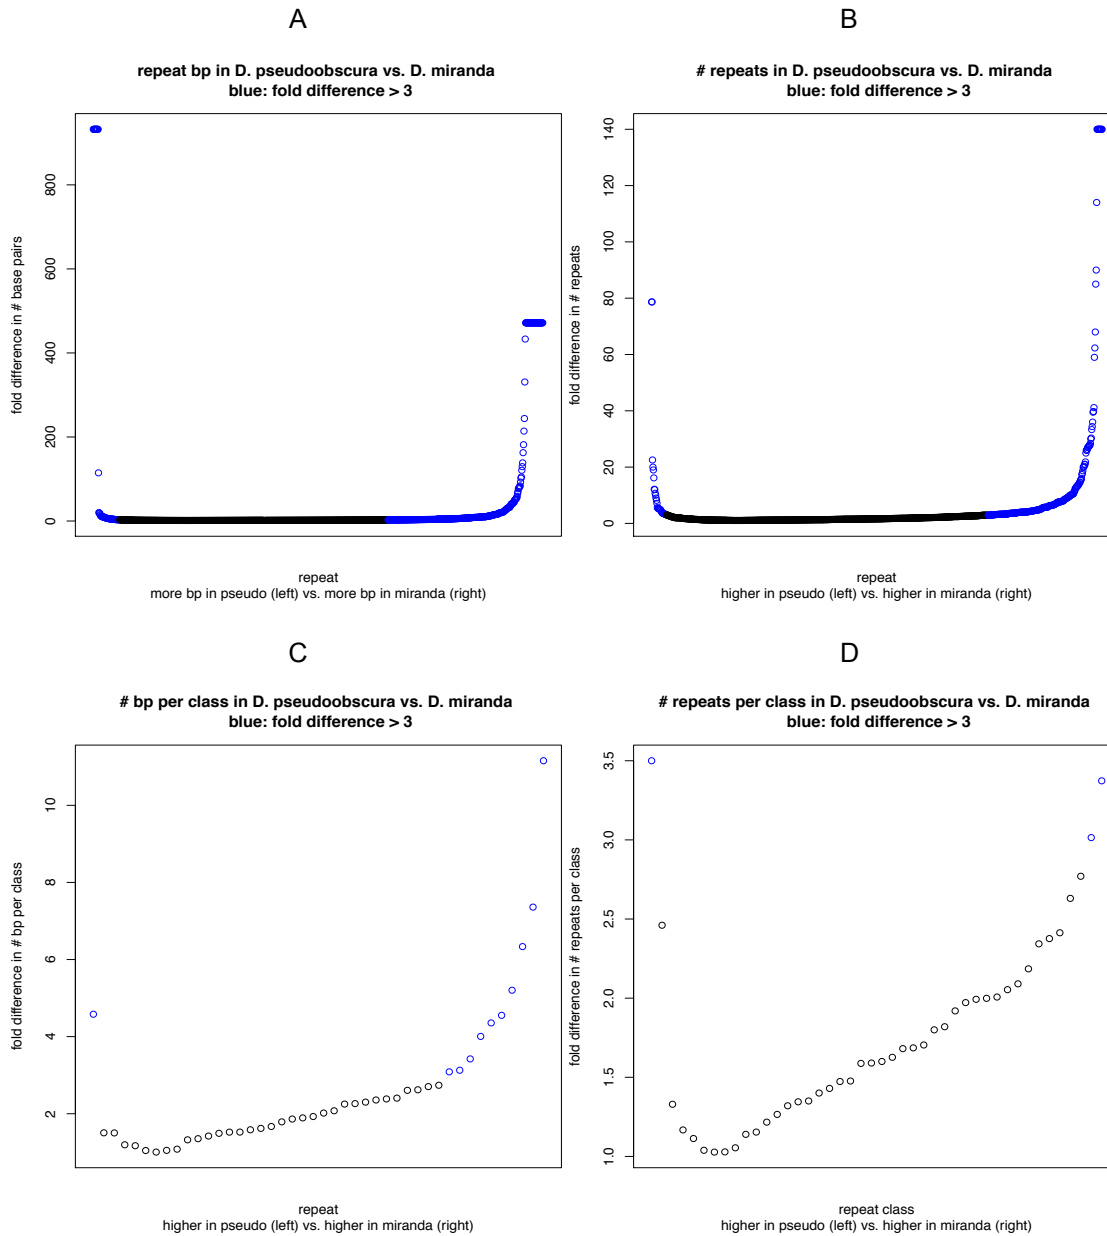 A
repeat bp in D. pseudoobscura vs. D. miranda
blue: fold difference > 3
fold difference in # base pairs
800
600
400
200
0
repeat
more bp in pseudo (left) vs. more bp in miranda (right)
B
# repeats in D. pseudoobscura vs. D. miranda
blue: fold difference > 3
fold difference in # repeats
140
120
100
80
60
40
20
0
repeat
higher in pseudo (left) vs. higher in miranda (right)
C
# bp per class in D. pseudoobscura vs. D. miranda
blue: fold difference > 3
fold difference in # bp per class
10
8
6
4
2
repeat
higher in pseudo (left) vs. higher in miranda (right)
D
# repeats per class in D. pseudoobscura vs. D. miranda
blue: fold difference > 3
fold difference in # repeats per class
3.5
3.0
2.5
2.0
1.5
1.0
repeat class
higher in pseudo (left) vs. higher in miranda (right)